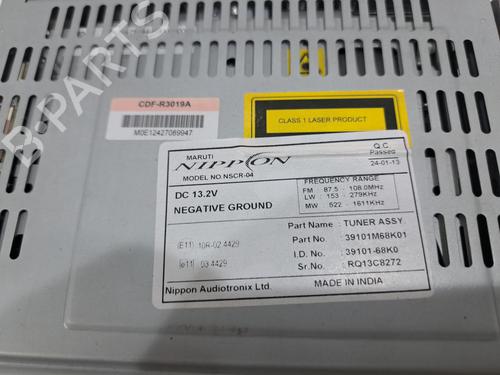 CDF-R3019A
M0E12427069947
CLASS 1 LASER PRODUCT
MARUTI
NIPPON
MODEL NO.NSCR-04
Q.C.
Passed
24-01-13
DC 13.2V
NEGATIVE GROUND
FREQUENCY RANGE
FM 87.5 - 108.0MHz
LW 153 - 279KHz
MW 522 - 1611KHz
(E11) 10R-02 4429
(e11) 03 4429
Part Name : TUNER ASSY.
Part No : 39101M68K01
I.D. No. : 39101-68K0
Sr.No. : RQ13C8272
Nippon Audiotronix Ltd.
MADE IN INDIA